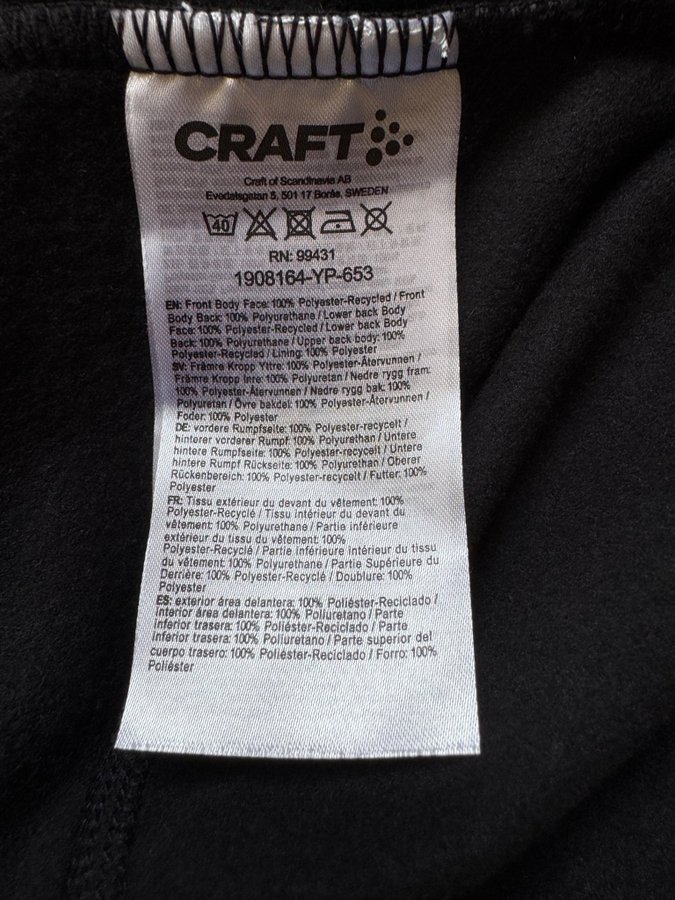 CRAFT
Craft of Scandinavia AB
Evedalsgatan 5, 501 17 Borås, SWEDEN
40
RN: 99431
1908164-YP-653
EN: Front Body Face: 100% Polyester-Recycled / Front
Body Back: 100% Polyurethane / Lower back Body
Face: 100% Polyester-Recycled / Lower back Body
Back: 100% Polyurethane / Upper back body: 100%
Polyester-Recycled / Lining: 100% Polyester
SV: Främre Kropp Yttre: 100% Polyester-Återvunnen /
Främre Kropp Inre: 100% Polyuretan / Nedre rygg fram:
100% Polyester-Återvunnen / Nedre rygg bak: 100%
Polyuretan / Övre bakdel: 100% Polyester-Återvunnen /
Foder: 100% Polyester
DE: vordere Rumpfseite: 100% Polyester-recycelt /
hinterer vorderer Rumpf: 100% Polyurethan / Untere
hintere Rumpfseite: 100% Polyester-recycelt / Untere
hintere Rumpf Rückseite: 100% Polyurethan / Oberer
Rückenbereich: 100% Polyester-recycelt / Futter: 100%
Polyester
FR: Tissu extérieur du devant du vêtement: 100%
Polyester-Recyclé / Tissu intérieur du devant du
vêtement: 100% Polyurethane / Partie inférieure
extérieur du tissu du vêtement: 100%
Polyester-Recyclé / Partie inférieure intérieur du tissu
du vêtement: 100% Polyurethane / Partie Supérieure du
Derrière: 100% Polyester-Recyclé / Doublure: 100%
Polyester
ES: exterior área delantera: 100% Poliéster-Reciclado /
interior área delantera: 100% Poliuretano / Parte
inferior trasera: 100% Poliéster-Reciclado / Parte
inferior trasera: 100% Poliuretano / Parte superior del
cuerpo trasero: 100% Poliéster-Reciclado / Forro: 100%
Poliéster